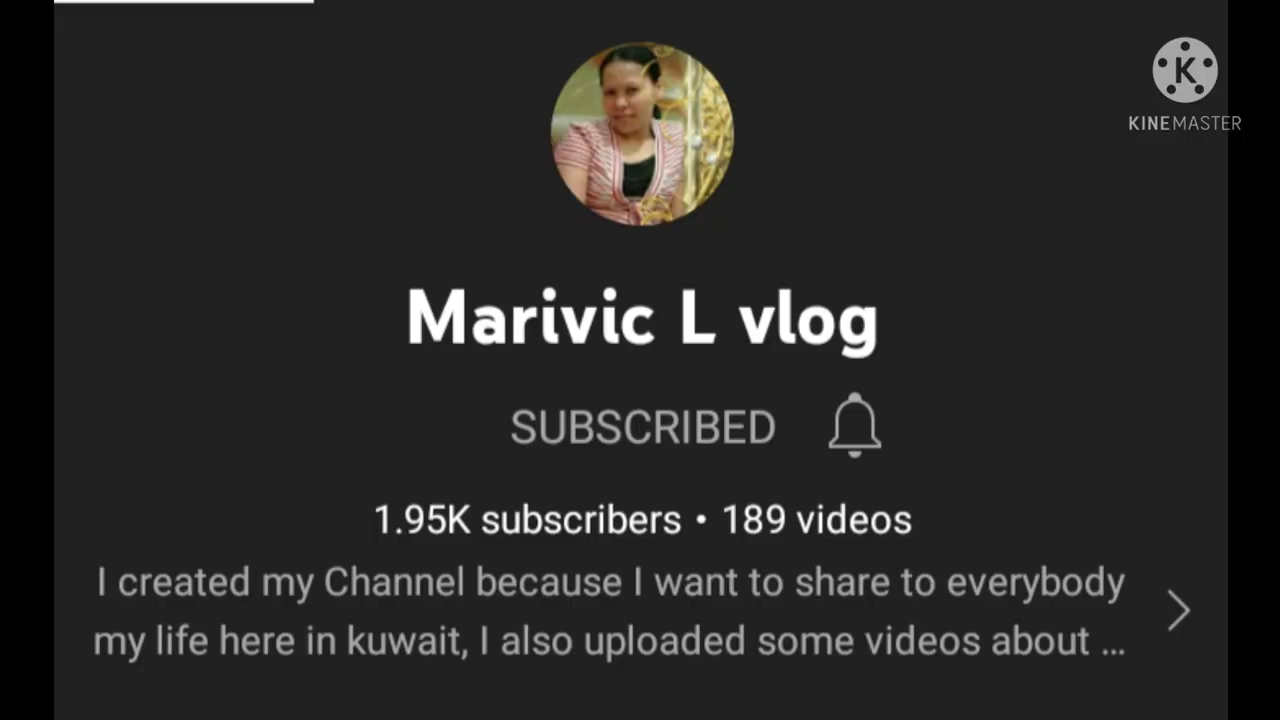 K
KINEMASTER
Marivic L vlog
SUBSCRIBED
1.95K subscribers • 189 videos
I created my Channel because I want to share to everybody
my life here in kuwait, I also uploaded some videos about ...